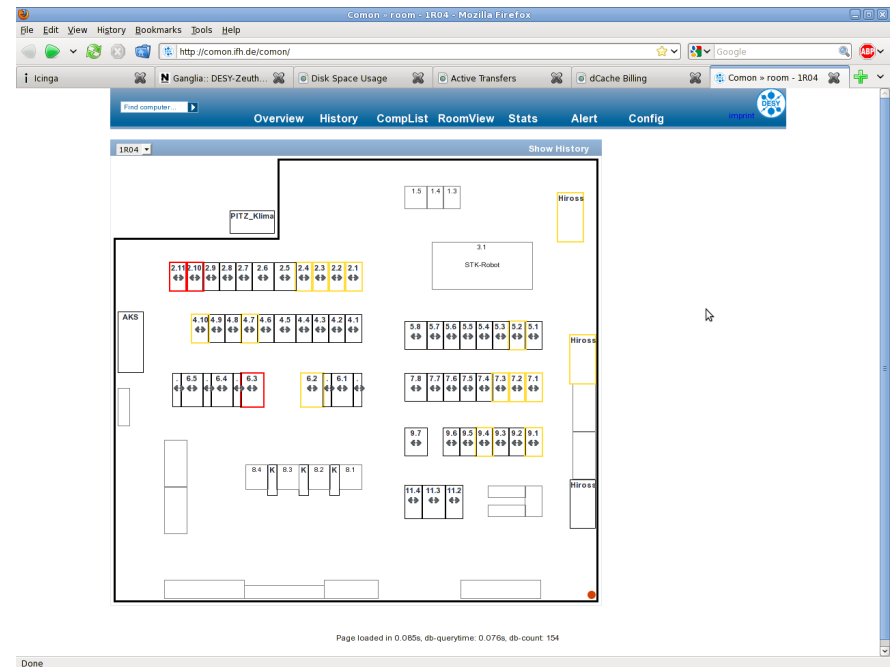 Comon » room - 1R04 - Mozilla Firefox
File Edit View History Bookmarks Tools Help
http://comon.ifh.de/comon/
Google
ABP
Icinga
Ganglia:: DESY-Zeuth...
Disk Space Usage
Active Transfers
dCache Billing
Comon » room - 1R04
Find computer...
DESY
imprint
Overview History CompList RoomView Stats Alert Config
1R04
Show History
1.5 1.4 1.3
Hiross
PITZ_Klima
3.1
STK-Robot
2.11 2.10 2.9 2.8 2.7 2.6 2.5 2.4 2.3 2.2 2.1
AKS
4.10 4.9 4.8 4.7 4.6 4.5 4.4 4.3 4.2 4.1
5.8 5.7 5.6 5.5 5.4 5.3 5.2 5.1
Hiross
. 6.5 . 6.4 . 6.3
6.2 . 6.1 .
7.8 7.7 7.6 7.5 7.4 7.3 7.2 7.1
9.7 9.6 9.5 9.4 9.3 9.2 9.1
8.4 K 8.3 K 8.2 K 8.1
Hiross
11.4 11.3 11.2
Page loaded in 0.085s, db-querytime: 0.076s, db-count: 154
Done